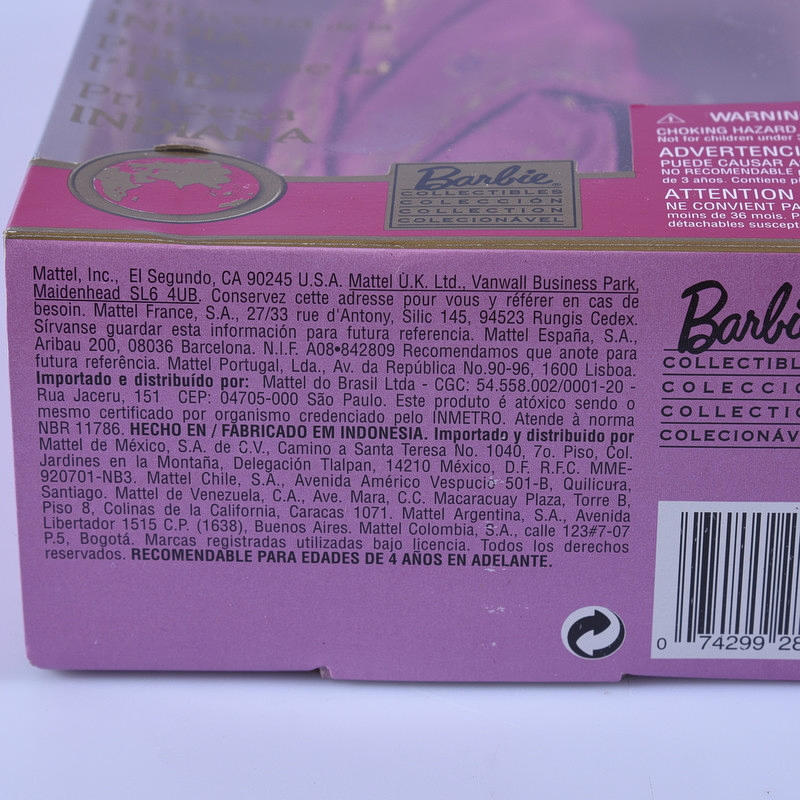 INDIA
Princesse de
l'INDE
Princesa
INDIANA
Barbie
COLLECTIBLES
COLECCIÓN
COLLECTION
COLECIONÁVEL
WARNIN
CHOKING HAZARD
Not for children under
ADVERTENCI
PUEDE CAUSAR A
NO RECOMENDABLE
de 3 años. Contiene
ATTENTION
NE CONVIENT PA
moins de 36 mois. P
détachables suscept
Mattel, Inc., El Segundo, CA 90245 U.S.A. Mattel U.K. Ltd., Vanwall Business Park,
Maidenhead SL6 4UB. Conservez cette adresse pour vous y référer en cas de
besoin. Mattel France, S.A., 27/33 rue d'Antony, Silic 145, 94523 Rungis Cedex.
Sírvanse guardar esta información para futura referencia. Mattel España, S.A.,
Aribau 200, 08036 Barcelona. N.I.F. A08•842809 Recomendamos que anote para
futura referência. Mattel Portugal, Lda., Av. da República No.90-96, 1600 Lisboa.
Importado e distribuído por: Mattel do Brasil Ltda - CGC: 54.558.002/0001-20 -
Rua Jaceru, 151 CEP: 04705-000 São Paulo. Este produto é atóxico sendo o
mesmo certificado por organismo credenciado pelo INMETRO. Atende à norma
NBR 11786. HECHO EN / FABRICADO EM INDONESIA. Importado y distribuido por
Mattel de México, S.A. de C.V., Camino a Santa Teresa No. 1040, 7o. Piso, Col.
Jardines en la Montaña, Delegación Tlalpan, 14210 México, D.F. R.F.C. MME-
920701-NB3. Mattel Chile, S.A., Avenida Américo Vespucio 501-B, Quilicura,
Santiago. Mattel de Venezuela, C.A., Ave. Mara, C.C. Macaracuay Plaza, Torre B,
Piso 8, Colinas de la California, Caracas 1071. Mattel Argentina, S.A., Avenida
Libertador 1515 C.P. (1638), Buenos Aires. Mattel Colombia, S.A., calle 123#7-07
P.5, Bogotá. Marcas registradas utilizadas bajo licencia. Todos los derechos
reservados. RECOMENDABLE PARA EDADES DE 4 AÑOS EN ADELANTE.
Barbi
COLLECTIBL
COLECCIÓ
COLLECTIO
COLECIONÁV
0 74299 28